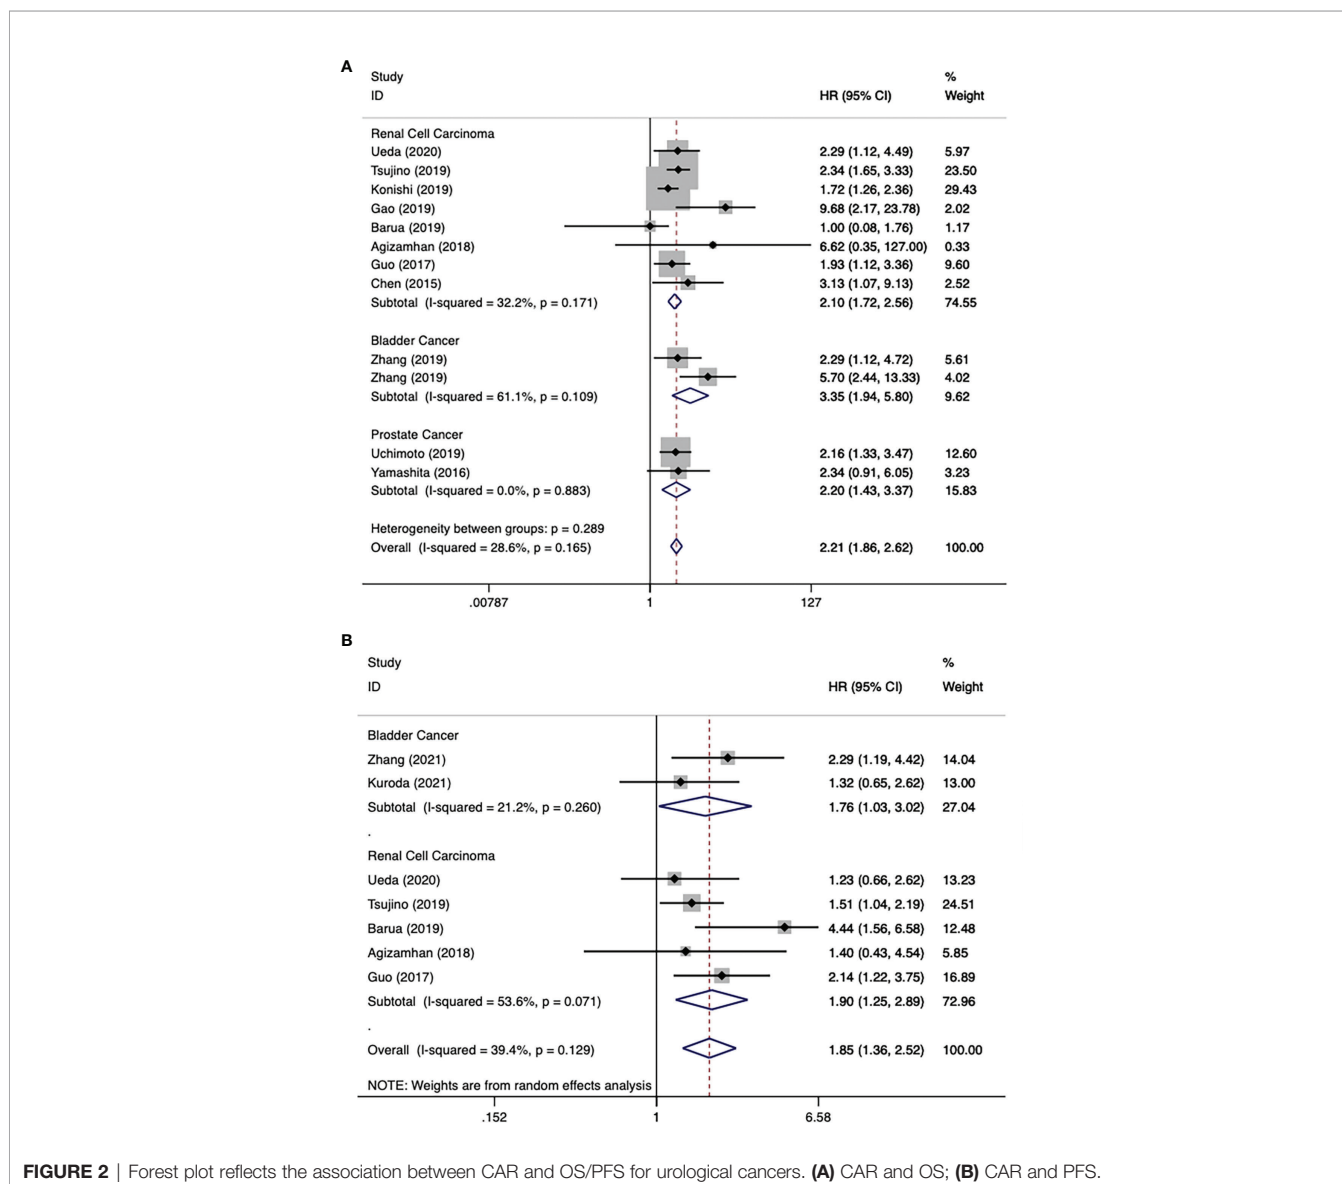 A
Study %
ID HR (95% CI) Weight
Renal Cell Carcinoma
Ueda (2020) 2.29 (1.12, 4.49) 5.97
Tsujino (2019) 2.34 (1.65, 3.33) 23.50
Konishi (2019) 1.72 (1.26, 2.36) 29.43
Gao (2019) 9.68 (2.17, 23.78) 2.02
Barua (2019) 1.00 (0.08, 1.76) 1.17
Agizamhan (2018) 6.62 (0.35, 127.00) 0.33
Guo (2017) 1.93 (1.12, 3.36) 9.60
Chen (2015) 3.13 (1.07, 9.13) 2.52
Subtotal (I-squared = 32.2%, p = 0.171) 2.10 (1.72, 2.56) 74.55
Bladder Cancer
Zhang (2019) 2.29 (1.12, 4.72) 5.61
Zhang (2019) 5.70 (2.44, 13.33) 4.02
Subtotal (I-squared = 61.1%, p = 0.109) 3.35 (1.94, 5.80) 9.62
Prostate Cancer
Uchimoto (2019) 2.16 (1.33, 3.47) 12.60
Yamashita (2016) 2.34 (0.91, 6.05) 3.23
Subtotal (I-squared = 0.0%, p = 0.883) 2.20 (1.43, 3.37) 15.83
Heterogeneity between groups: p = 0.289
Overall (I-squared = 28.6%, p = 0.165) 2.21 (1.86, 2.62) 100.00
.00787 1 127
B
Study %
ID HR (95% CI) Weight
Bladder Cancer
Zhang (2021) 2.29 (1.19, 4.42) 14.04
Kuroda (2021) 1.32 (0.65, 2.62) 13.00
Subtotal (I-squared = 21.2%, p = 0.260) 1.76 (1.03, 3.02) 27.04
.
Renal Cell Carcinoma
Ueda (2020) 1.23 (0.66, 2.62) 13.23
Tsujino (2019) 1.51 (1.04, 2.19) 24.51
Barua (2019) 4.44 (1.56, 6.58) 12.48
Agizamhan (2018) 1.40 (0.43, 4.54) 5.85
Guo (2017) 2.14 (1.22, 3.75) 16.89
Subtotal (I-squared = 53.6%, p = 0.071) 1.90 (1.25, 2.89) 72.96
.
Overall (I-squared = 39.4%, p = 0.129) 1.85 (1.36, 2.52) 100.00
NOTE: Weights are from random effects analysis
.152 1 6.58
FIGURE 2 | Forest plot reflects the association between CAR and OS/PFS for urological cancers. (A) CAR and OS; (B) CAR and PFS.